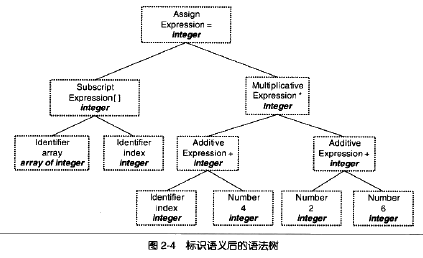 Assign
Expression =
integer
Subscript
Expression[ ]
integer
Multiplicative
Expression *
integer
Identifier
array
array of integer
Identifier
index
integer
Additive
Expression +
integer
Additive
Expression +
integer
Identifier
index
integer
Number
4
integer
Number
2
integer
Number
6
integer
图 2-4 标识语义后的语法树